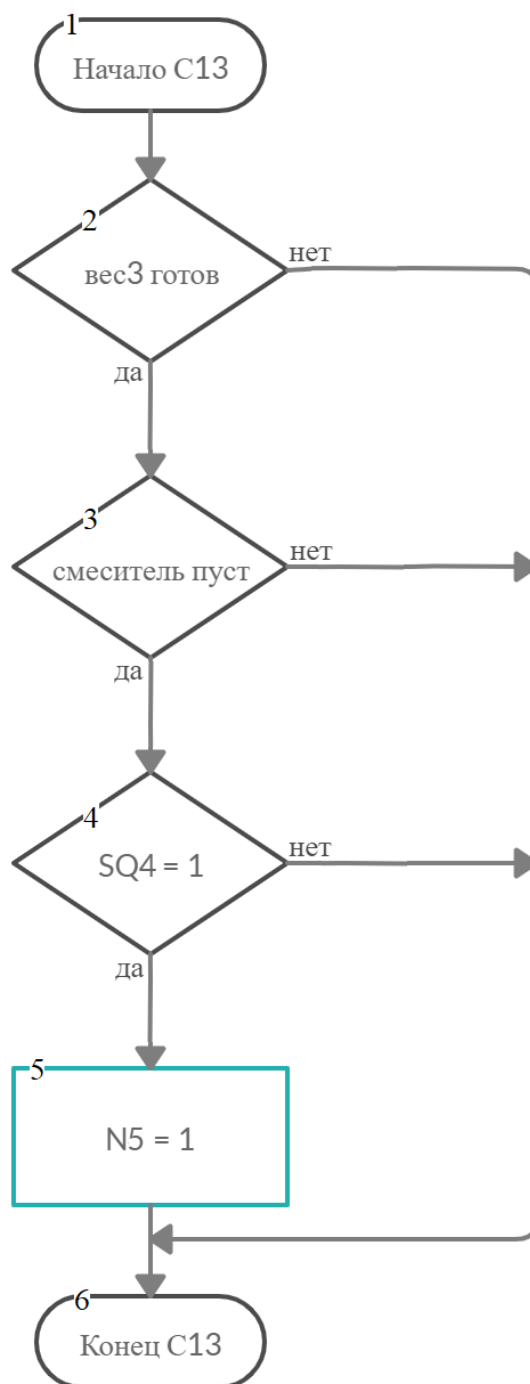 1
Начало С13
2
вес3 готов
нет
да
3
смеситель пуст
нет
да
4
SQ4 = 1
нет
да
5
N5 = 1
6
Конец С13